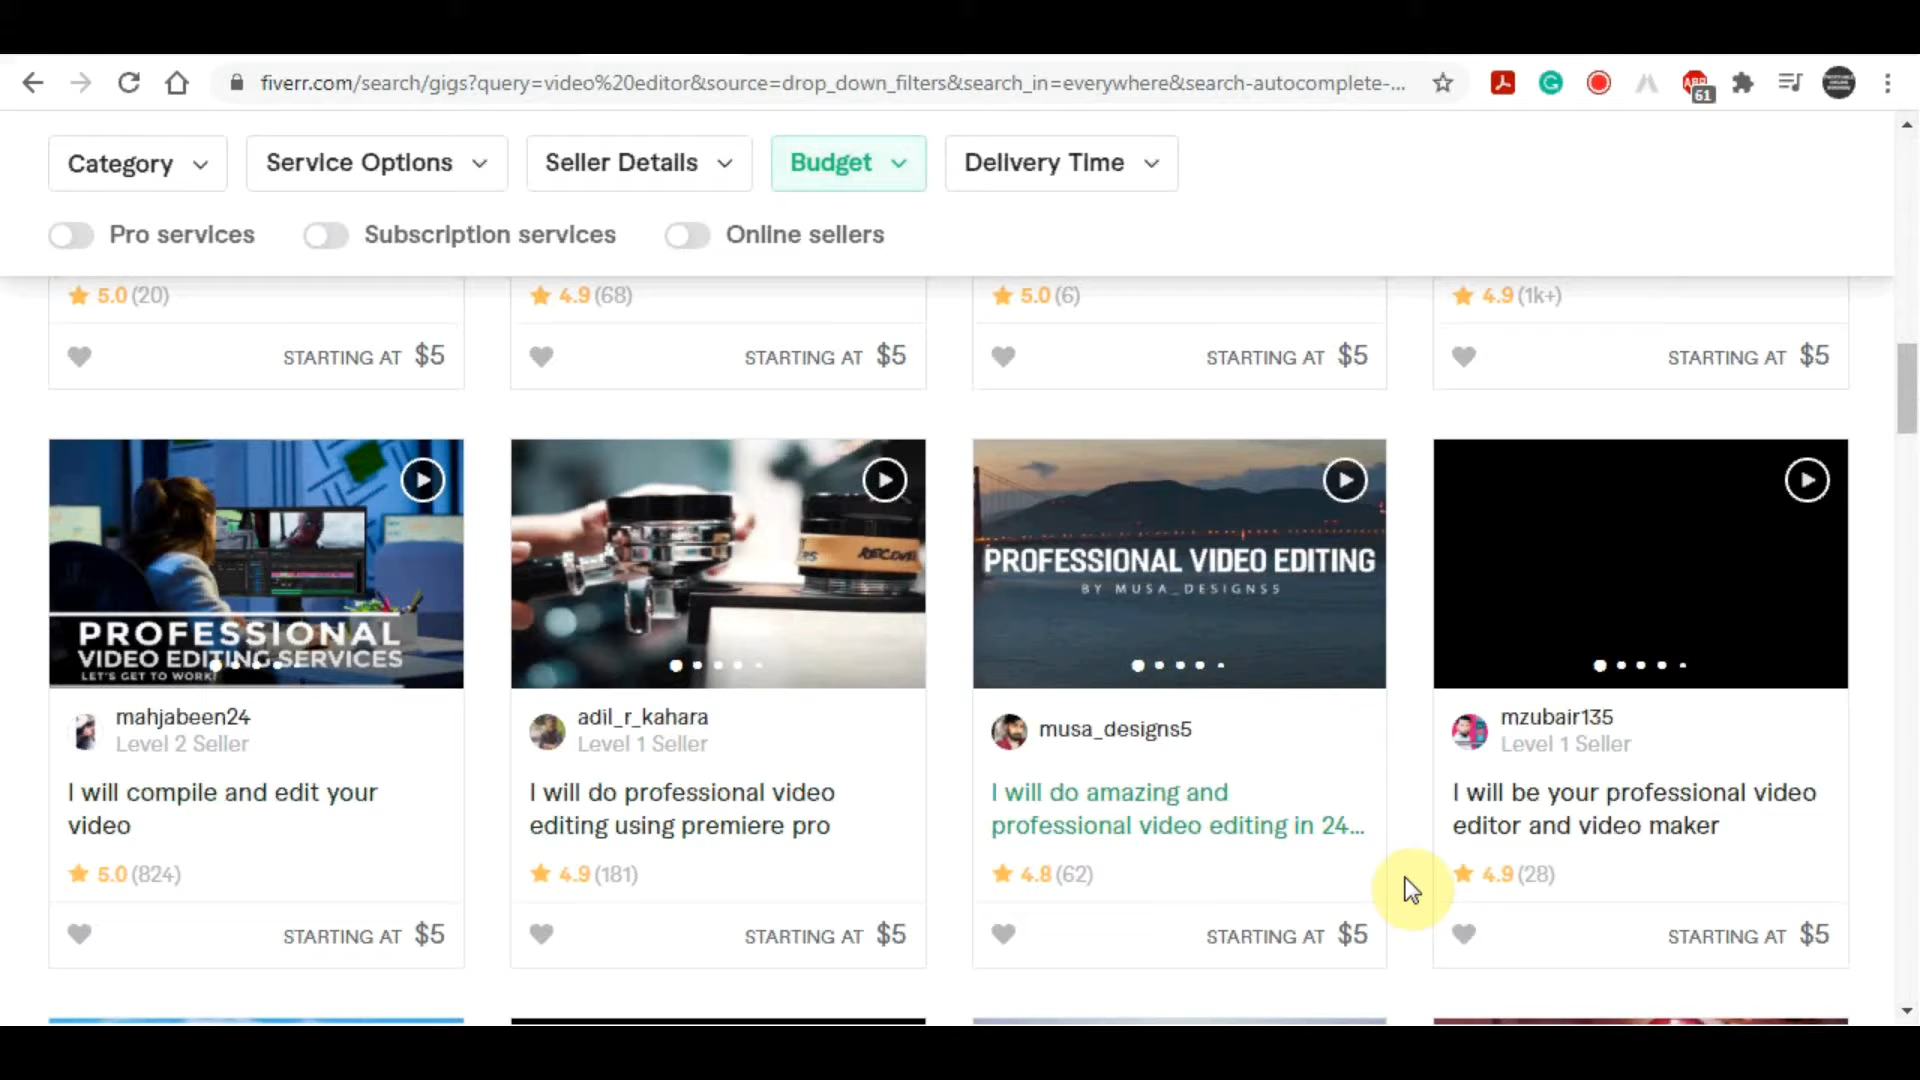 fiverr.com/search/gigs?query=video%20editor&source=drop_down_filters&search_in=everywhere&search-autocomplete-...
ABP
61
Category
Service Options
Seller Details
Budget
Delivery Time
Pro services
Subscription services
Online sellers
5.0 (20)
4.9 (68)
5.0 (6)
4.9 (1k+)
STARTING AT $5
STARTING AT $5
STARTING AT $5
STARTING AT $5
PROFESSIONAL
VIDEO EDITING SERVICES
LET'S GET TO WORK!
RECOVER
PROFESSIONAL VIDEO EDITING
BY MUSA_DESIGNS5
mahjabeen24
Level 2 Seller
I will compile and edit your
video
5.0 (824)
STARTING AT $5
adil_r_kahara
Level 1 Seller
I will do professional video
editing using premiere pro
4.9 (181)
STARTING AT $5
musa_designs5
I will do amazing and
professional video editing in 24...
4.8 (62)
STARTING AT $5
mzubair135
Level 1 Seller
I will be your professional video
editor and video maker
4.9 (28)
STARTING AT $5